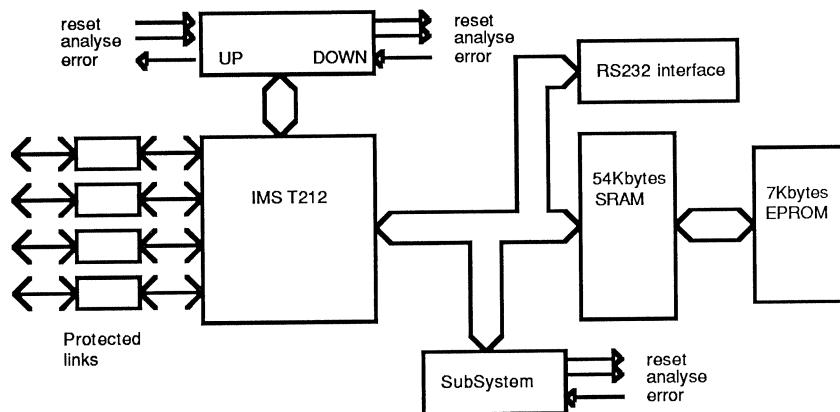 reset
analyse
error
UP
DOWN
reset
analyse
error
RS232 interface
IMS T212
54Kbytes
SRAM
7Kbytes
EPROM
Protected
links
SubSystem
reset
analyse
error